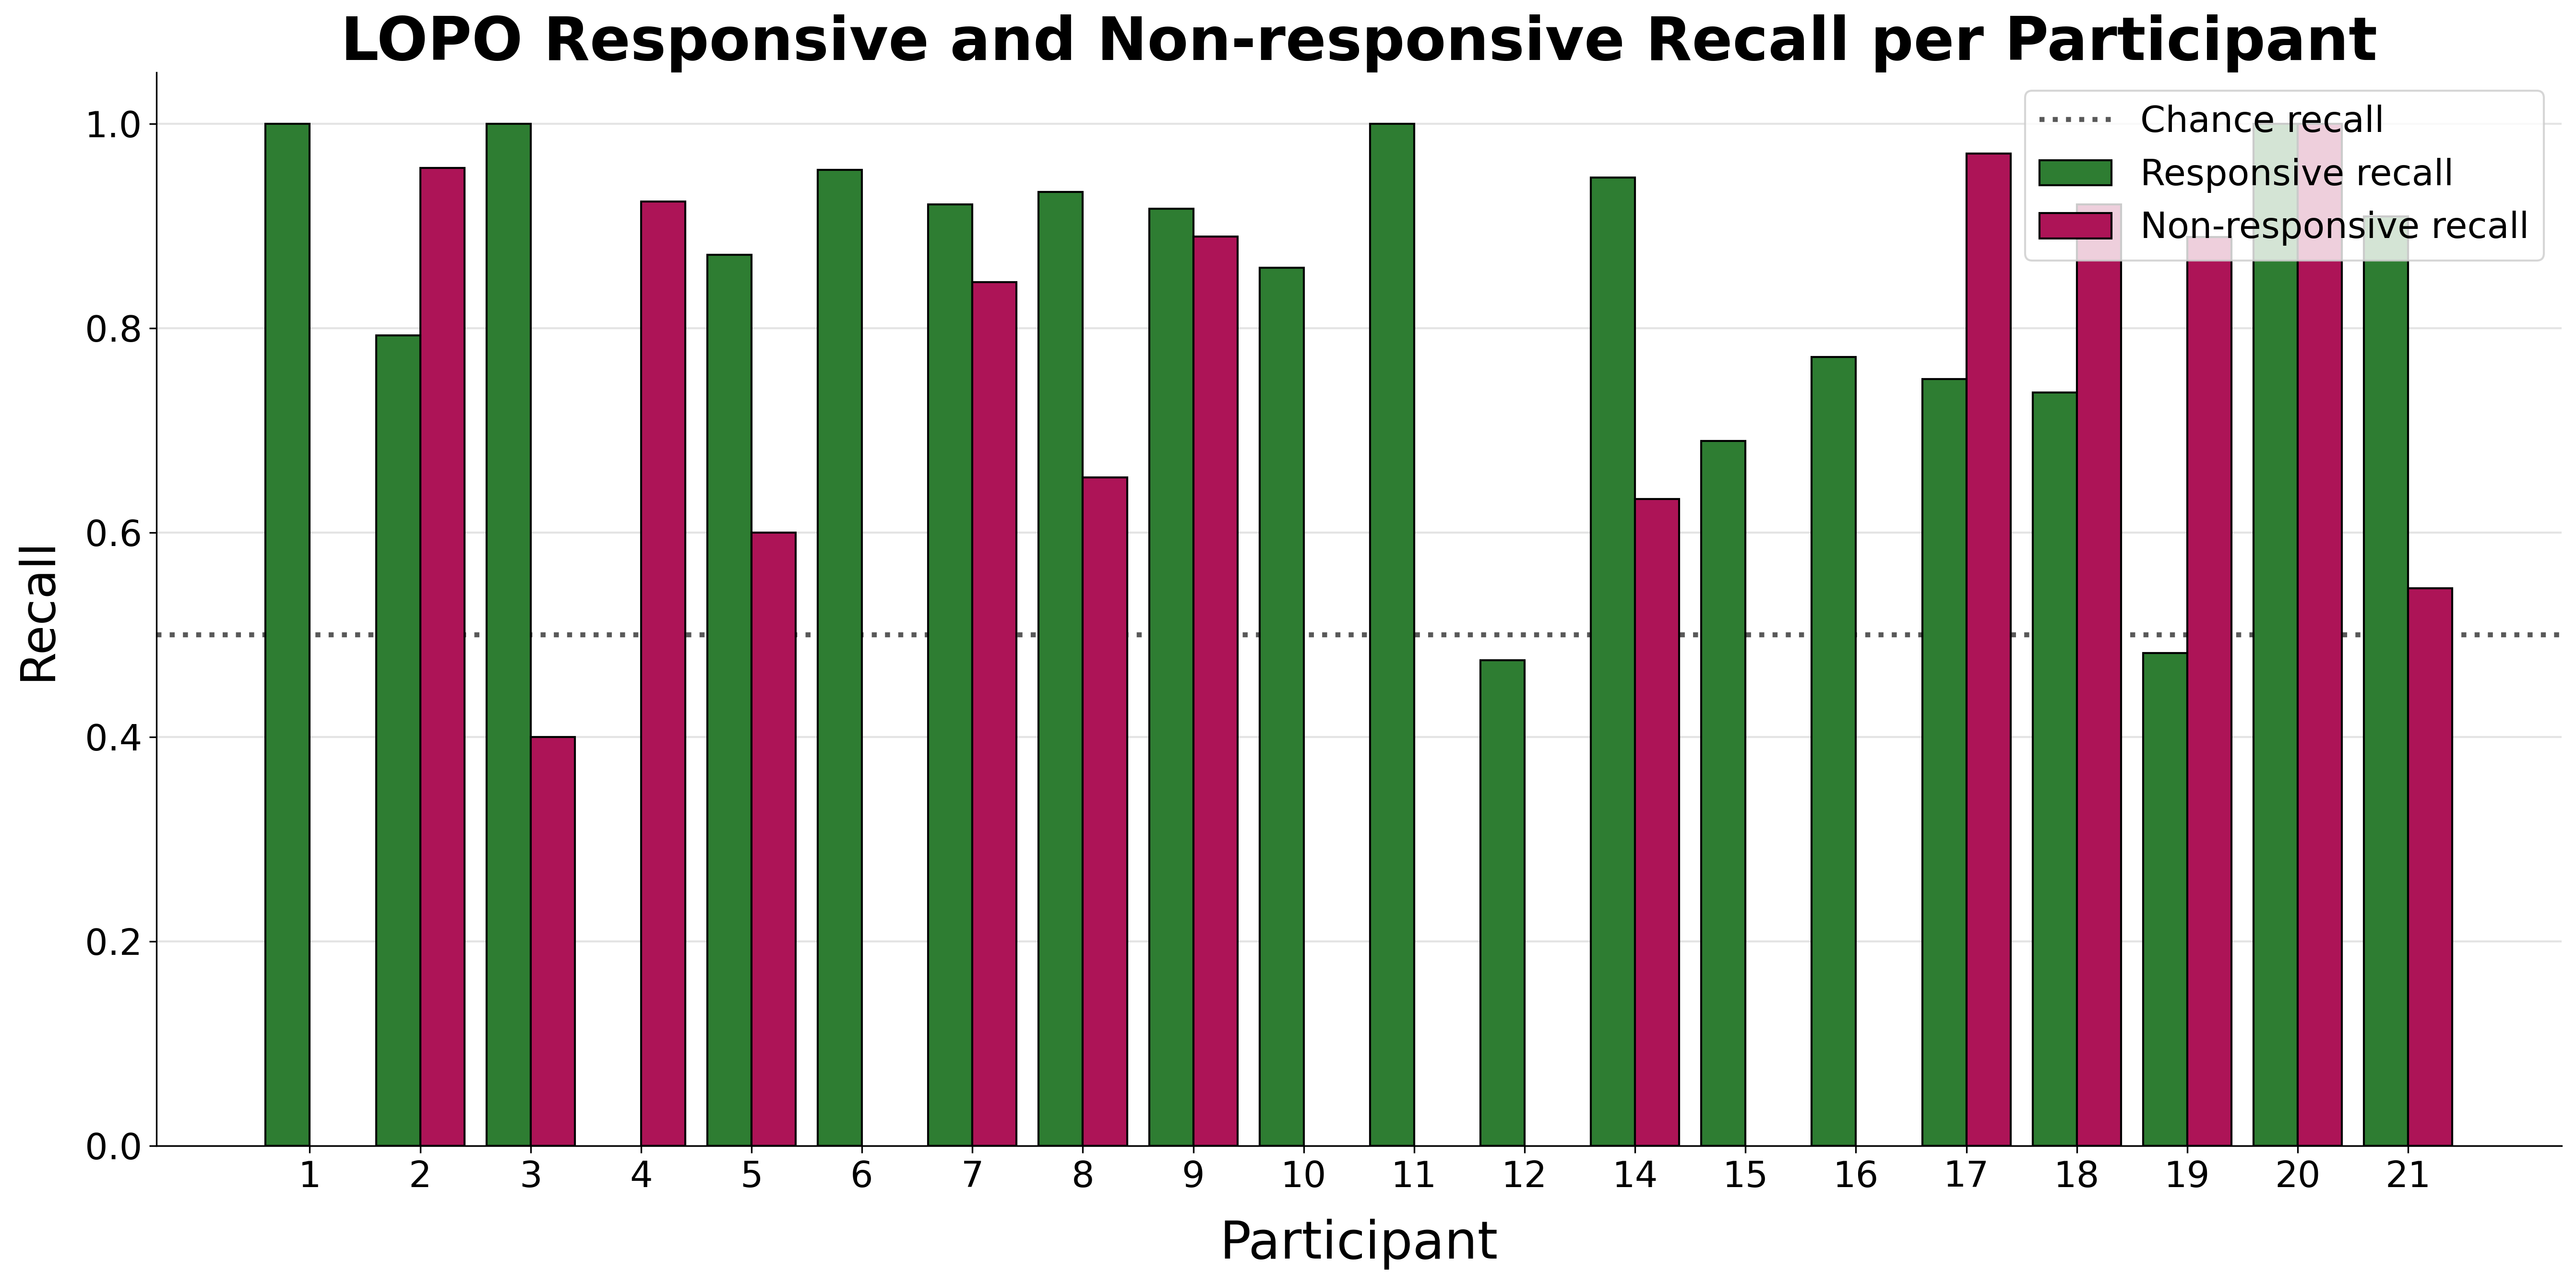 LOPO Responsive and Non-responsive Recall per Participant
Chance recall
Responsive recall
Non-responsive recall
Recall
1.0
0.8
0.6
0.4
0.2
0.0
1 2 3 4 5 6 7 8 9 10 11 12 14 15 16 17 18 19 20 21
Participant